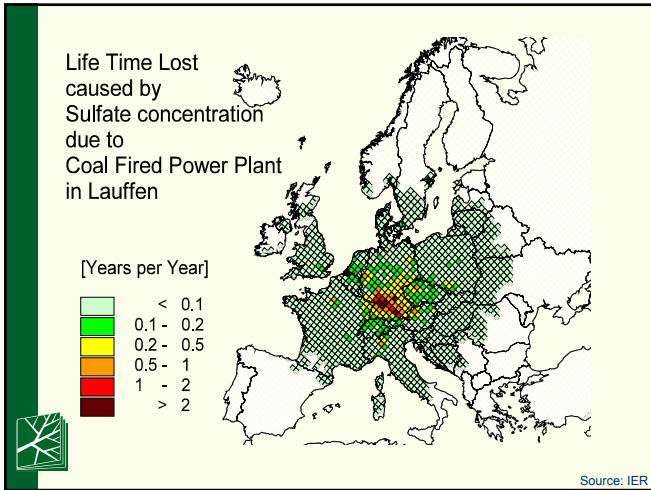 Life Time Lost
caused by
Sulfate concentration
due to
Coal Fired Power Plant
in Lauffen
[Years per Year]
< 0.1
0.1 - 0.2
0.2 - 0.5
0.5 - 1
1 - 2
> 2
Source: IER